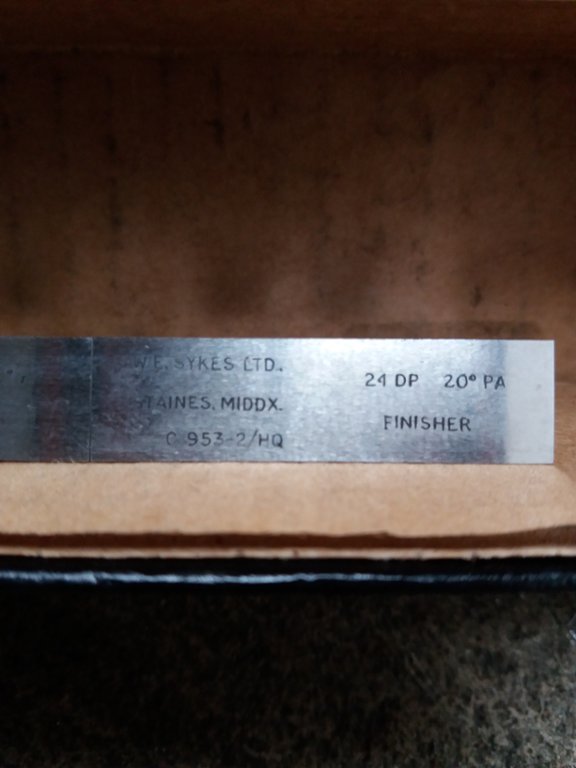 W.E. SYKES LTD.
STAINES, MIDDX.
C 953-2/HQ
24 DP 20° PA
FINISHER